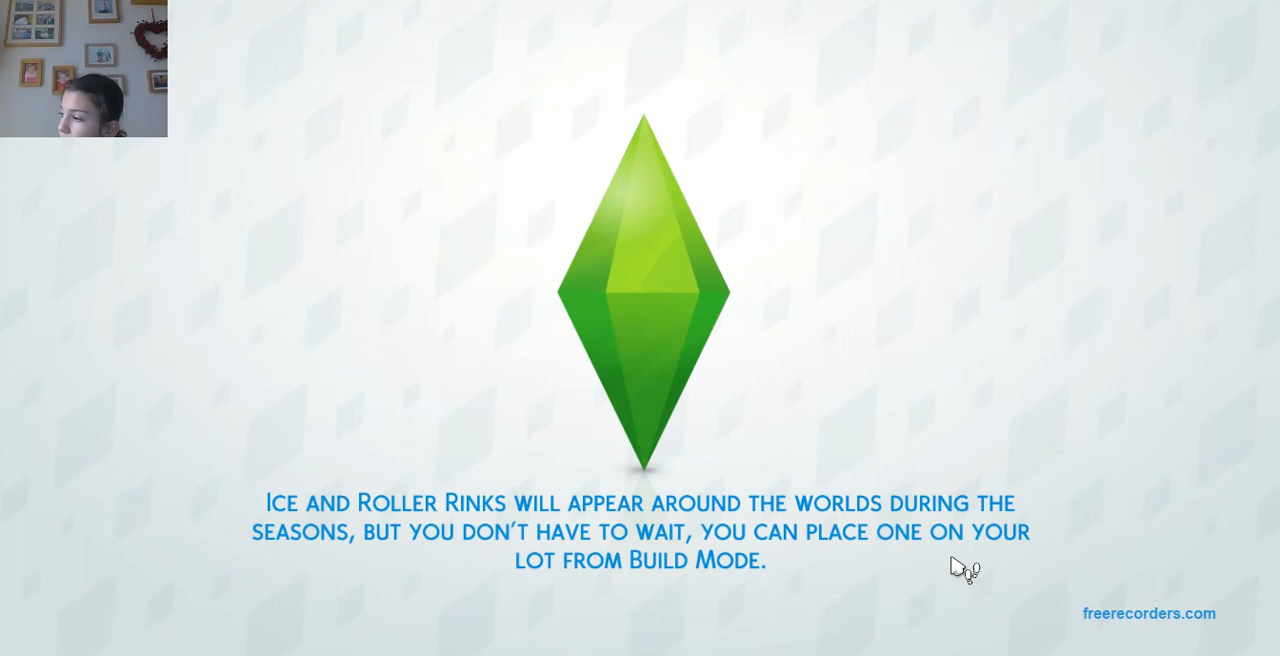 Ice and Roller Rinks will appear around the worlds during the
seasons, but you don’t have to wait, you can place one on your
lot from Build Mode.
freerecorders.com